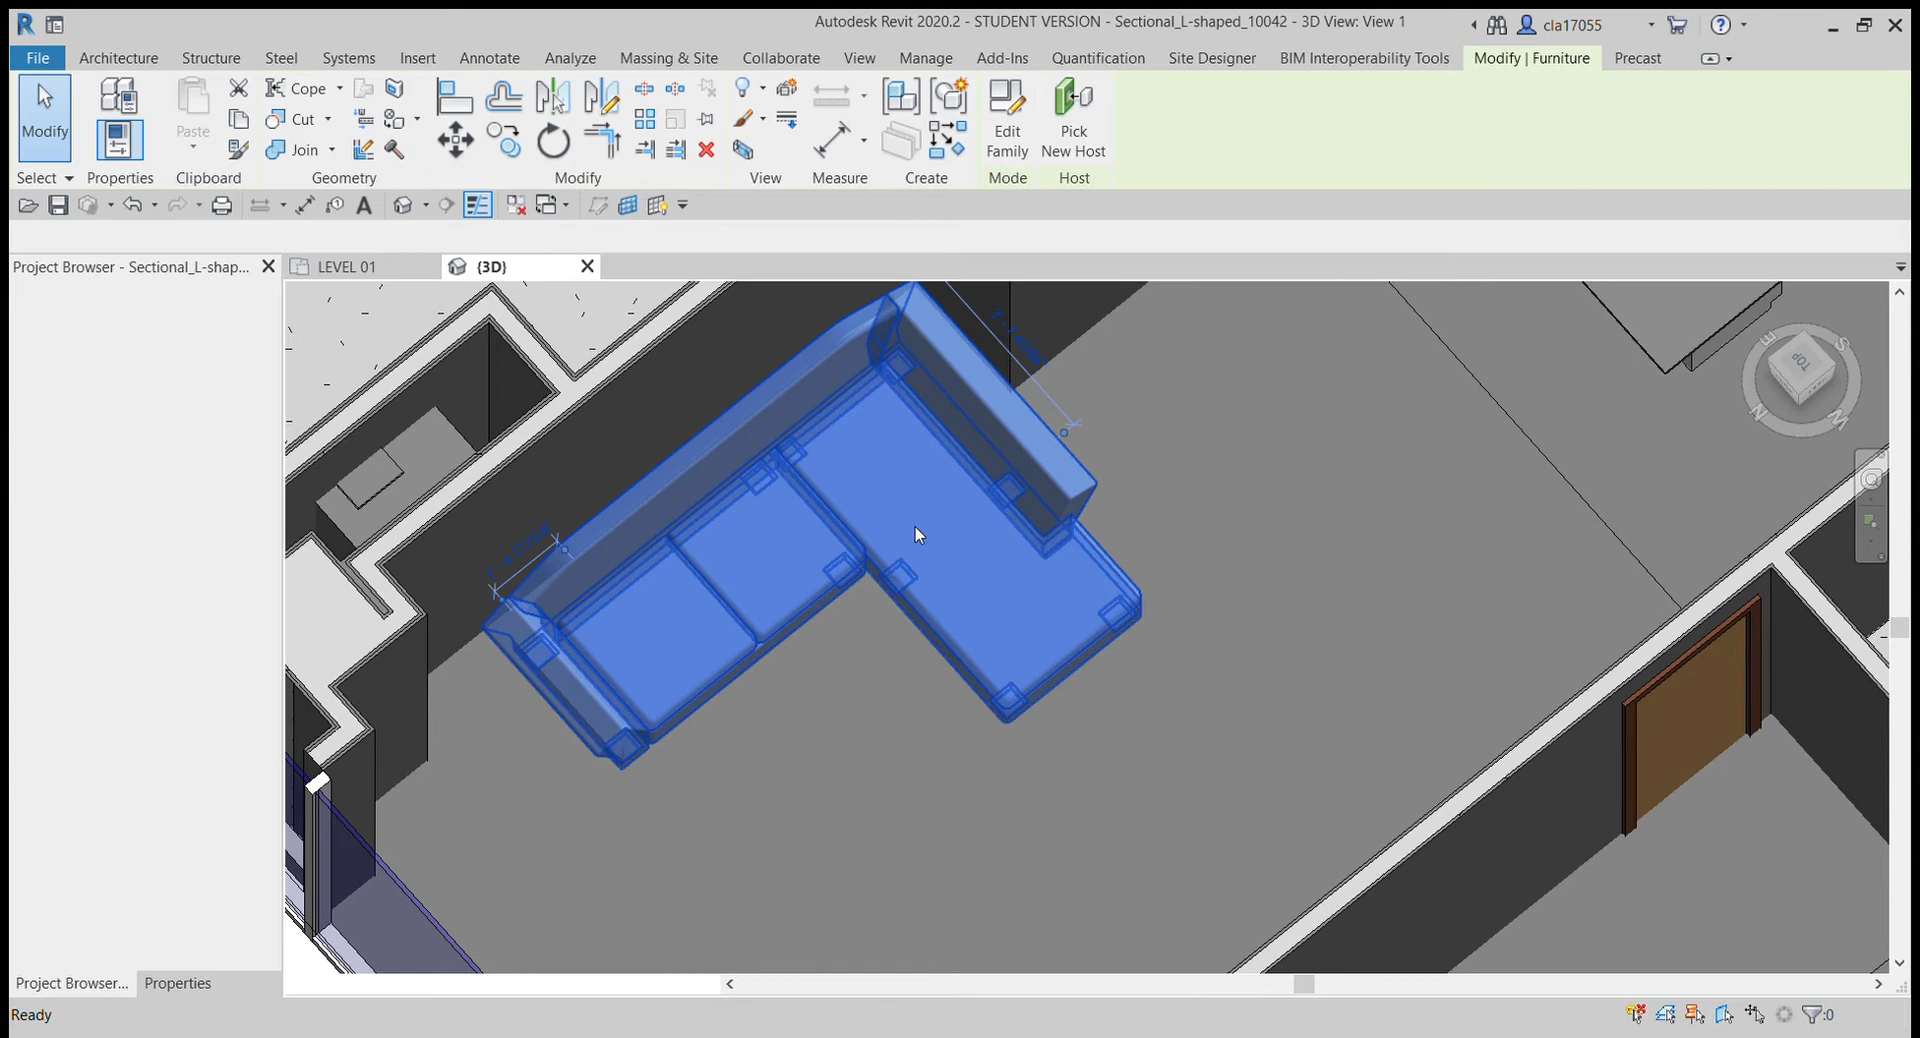 Autodesk Revit 2020.2 - STUDENT VERSION - Sectional_L-shaped_10042 - 3D View: View 1
cla17055
File Architecture Structure Steel Systems Insert Annotate Analyze Massing & Site Collaborate View Manage Add-Ins Quantification Site Designer BIM Interoperability Tools Modify | Furniture Precast
Modify
Paste
Cope
Cut
Join
Edit
Family
Pick
New Host
Select Properties Clipboard Geometry Modify View Measure Create Mode Host
Project Browser - Sectional_L-shap...
LEVEL 01
{3D}
TOP
E
S
N
W
Project Browser...
Properties
Ready
:0